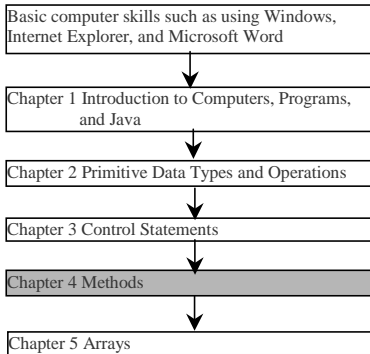 Basic computer skills such as using Windows,
Internet Explorer, and Microsoft Word
Chapter 1 Introduction to Computers, Programs,
and Java
Chapter 2 Primitive Data Types and Operations
Chapter 3 Control Statements
Chapter 4 Methods
Chapter 5 Arrays